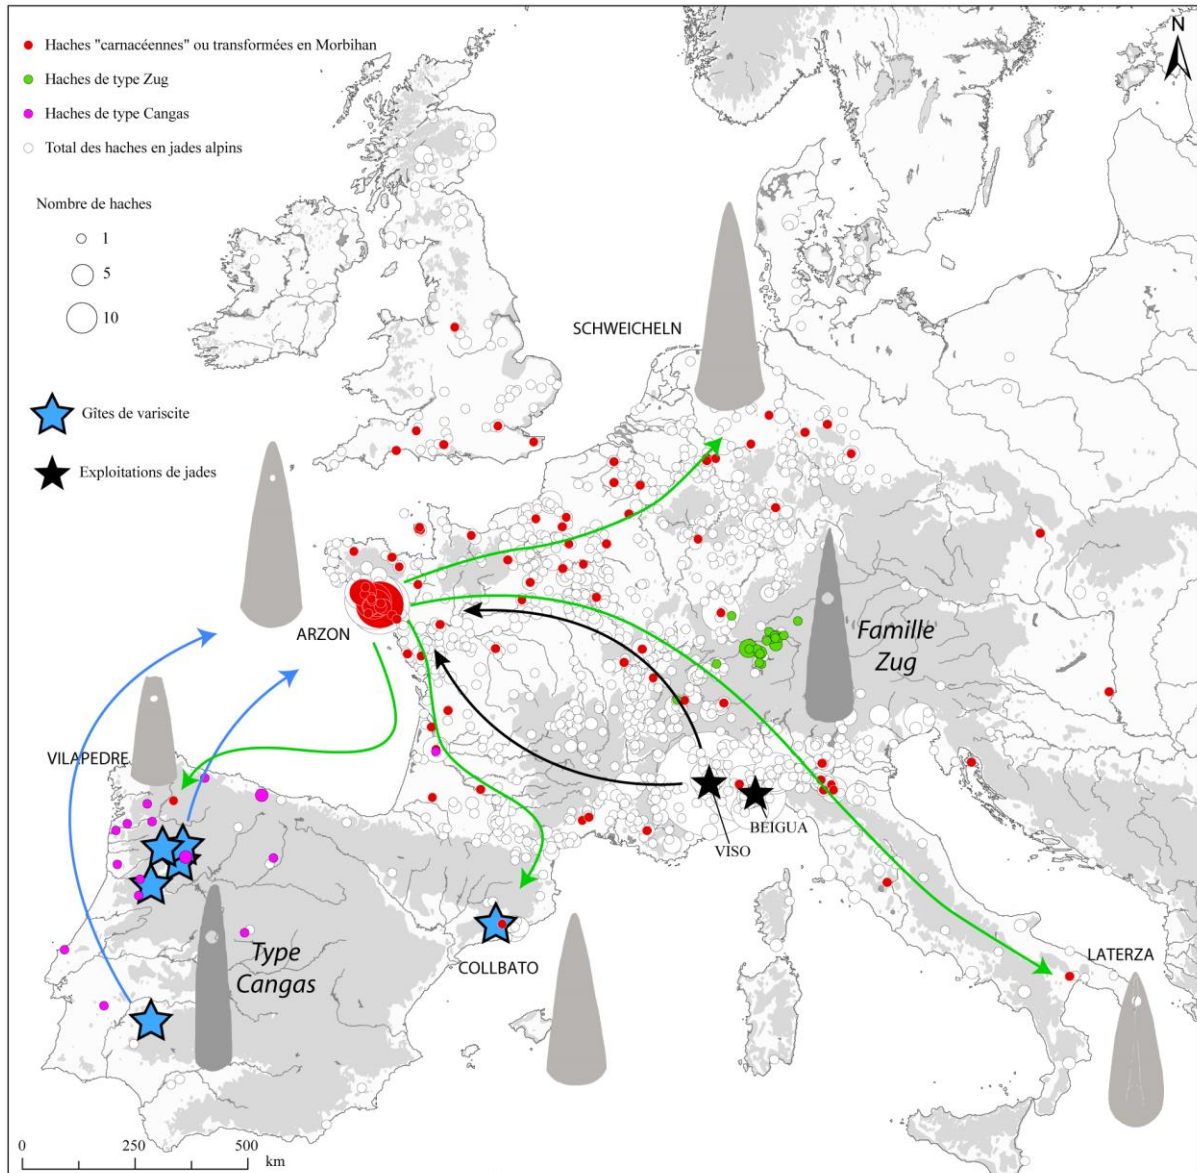 N
Haches "carnacéennes" ou transformées en Morbihan
Haches de type Zug
Haches de type Cangas
Total des haches en jades alpins
Nombre de haches
1
5
10
Gîtes de variscite
Exploitations de jades
SCHWEICHELN
ARZON
Famille
Zug
VILAPEDRE
BEIGUA
VISO
Type
Cangas
COLLBATO
LATERZA
0 250 500
km